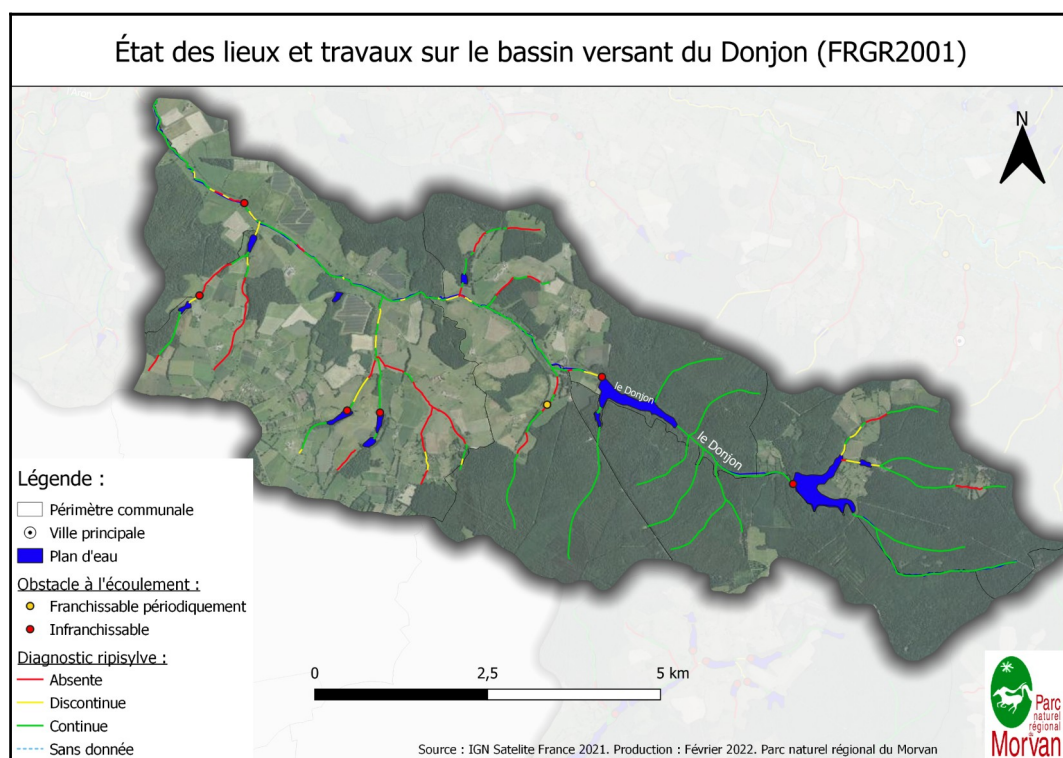 État des lieux et travaux sur le bassin versant du Donjon (FRGR2001)
N
le Donjon
le Donjon
Légende :
Périmètre communale
Ville principale
Plan d'eau
Obstacle à l'écoulement :
Franchissable périodiquement
Infranchissable
Diagnostic ripisylve :
Absente
Discontinue
Continue
Sans donnée
0 2,5 5 km
Source : IGN Satelite France 2021. Production : Février 2022. Parc naturel régional du Morvan
Parc
naturel
régional
du
Morvan